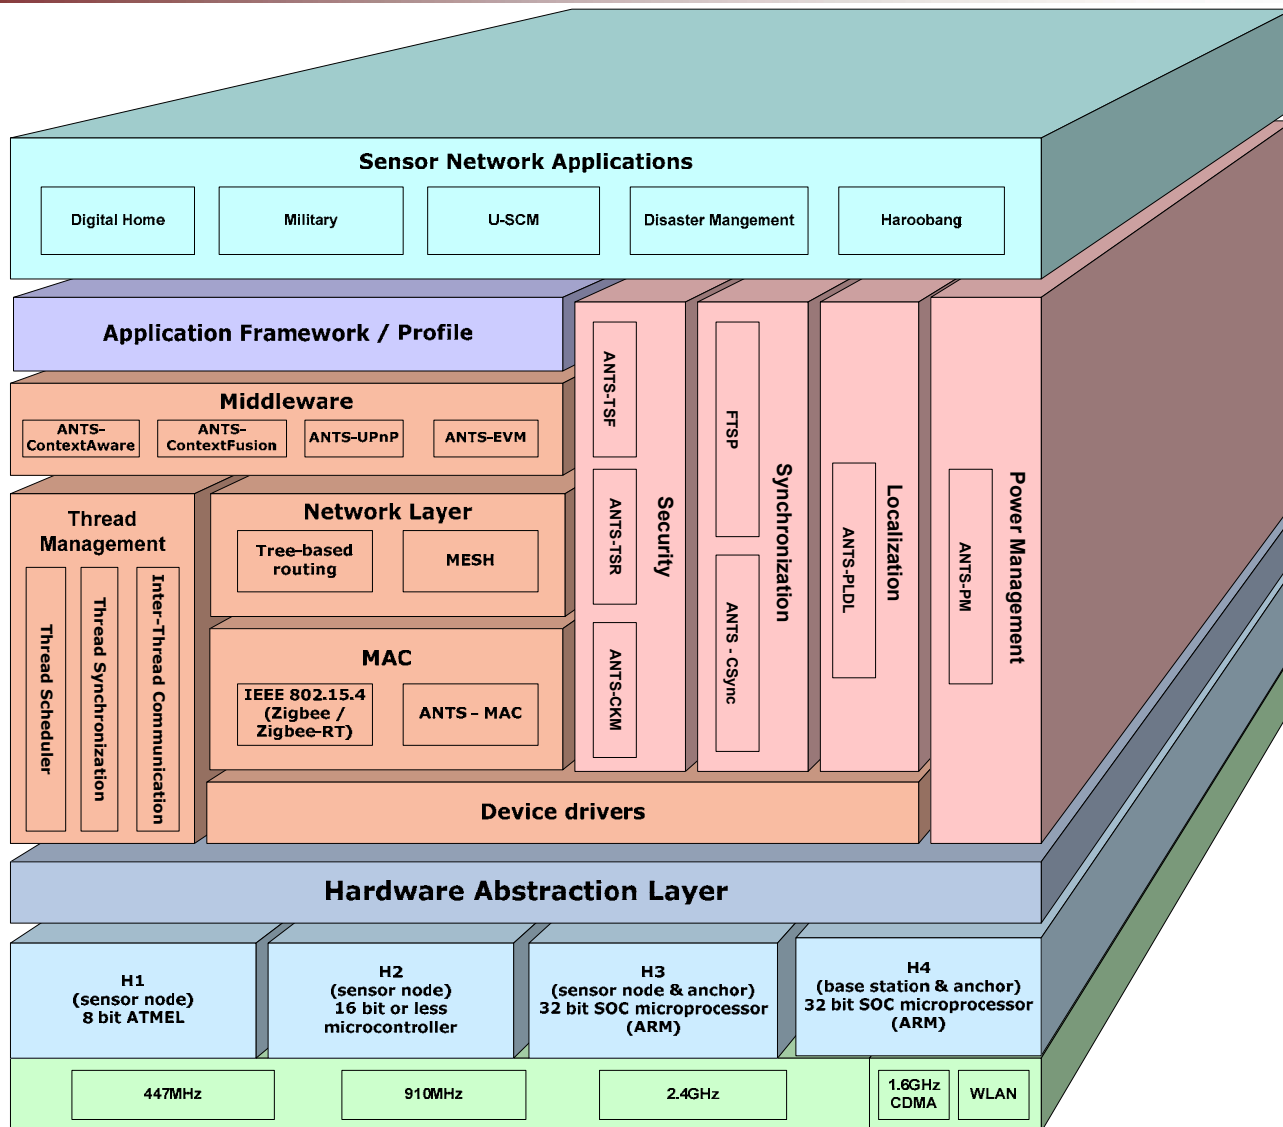 Sensor Network Applications
Digital Home
Military
U-SCM
Disaster Mangement
Haroobang
Application Framework / Profile
Middleware
ANTS-
ContextAware
ANTS-
ContextFusion
ANTS-UPnP
ANTS-EVM
Thread
Management
Thread Scheduler
Thread Synchronization
Inter-Thread Communication
Network Layer
Tree-based
routing
MESH
MAC
IEEE 802.15.4
(Zigbee /
Zigbee-RT)
ANTS – MAC
ANTS-TSF
ANTS-TSR
ANTS-CKM
Security
FTSP
ANTS - CSync
Synchronization
ANTS-PLDL
Localization
ANTS-PM
Power Management
Device drivers
Hardware Abstraction Layer
H1
(sensor node)
8 bit ATMEL
H2
(sensor node)
16 bit or less
microcontroller
H3
(sensor node & anchor)
32 bit SOC microprocessor
(ARM)
H4
(base station & anchor)
32 bit SOC microprocessor
(ARM)
447MHz
910MHz
2.4GHz
1.6GHz
CDMA
WLAN